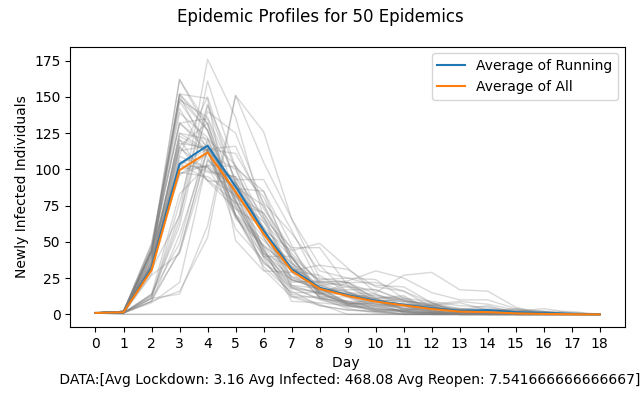 Epidemic Profiles for 50 Epidemics
Newly Infected Individuals
175
150
125
100
75
50
25
0
Average of Running
Average of All
0 1 2 3 4 5 6 7 8 9 10 11 12 13 14 15 16 17 18
Day
DATA:[Avg Lockdown: 3.16 Avg Infected: 468.08 Avg Reopen: 7.541666666666667]